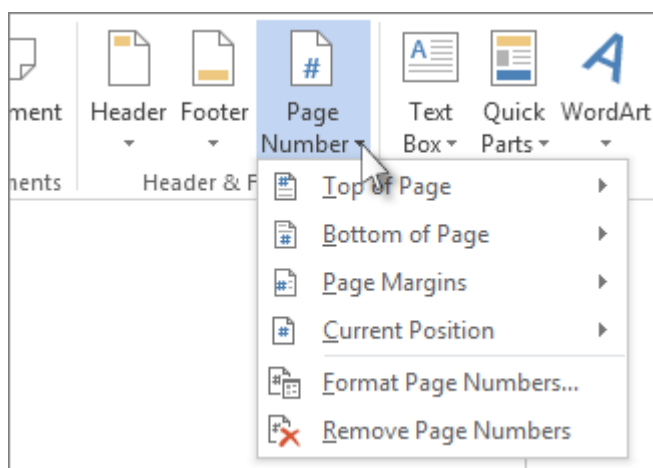 ment Header Footer Page Text Quick WordArt
Number Box Parts
ents Header & F
Top of Page
Bottom of Page
Page Margins
Current Position
Format Page Numbers...
Remove Page Numbers